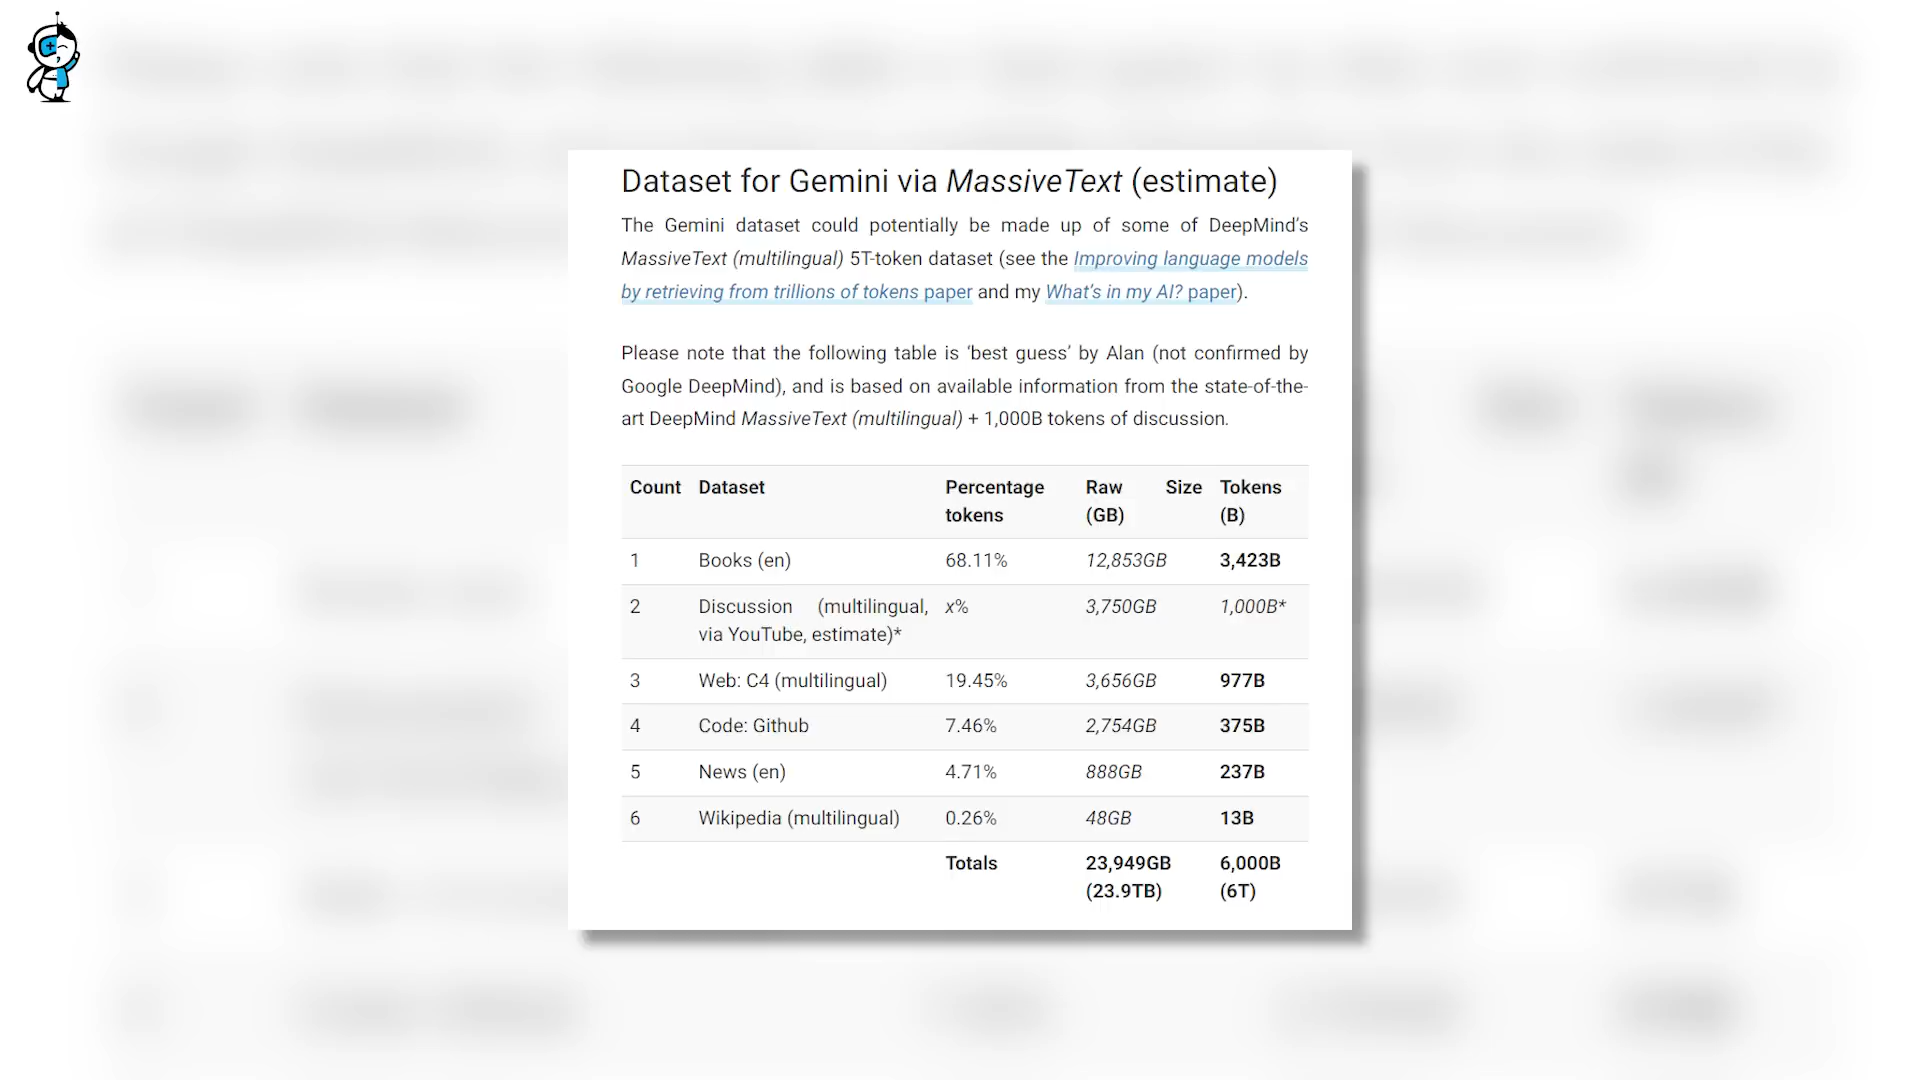 Dataset for Gemini via MassiveText (estimate)
The Gemini dataset could potentially be made up of some of DeepMind’s
MassiveText (multilingual) 5T-token dataset (see the Improving language models
by retrieving from trillions of tokens paper and my What’s in my AI? paper).
Please note that the following table is ‘best guess’ by Alan (not confirmed by
Google DeepMind), and is based on available information from the state-of-the-
art DeepMind MassiveText (multilingual) + 1,000B tokens of discussion.
Count Dataset Percentage tokens Raw Size (GB) Tokens (B)
1 Books (en) 68.11% 12,853GB 3,423B
2 Discussion (multilingual, via YouTube, estimate)* x% 3,750GB 1,000B*
3 Web: C4 (multilingual) 19.45% 3,656GB 977B
4 Code: Github 7.46% 2,754GB 375B
5 News (en) 4.71% 888GB 237B
6 Wikipedia (multilingual) 0.26% 48GB 13B
Totals 23,949GB (23.9TB) 6,000B (6T)